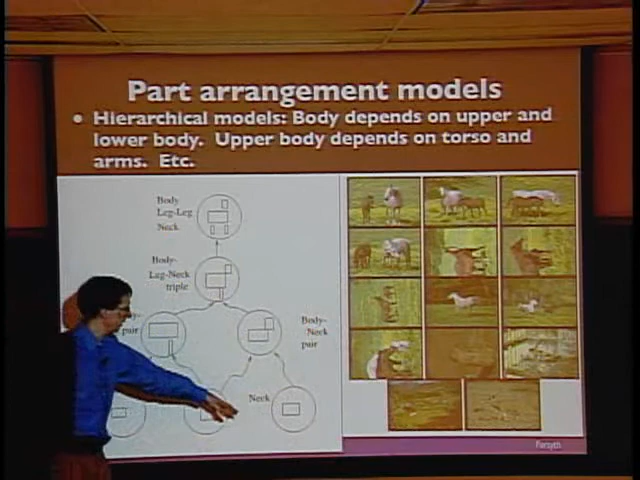 Part arrangement models
• Hierarchical models: Body depends on upper and
lower body. Upper body depends on torso and
arms. Etc.
Body
Leg-Leg
Neck
Body-
Leg-Neck
triple
pair
Body-
Neck
pair
Neck
Forsyth